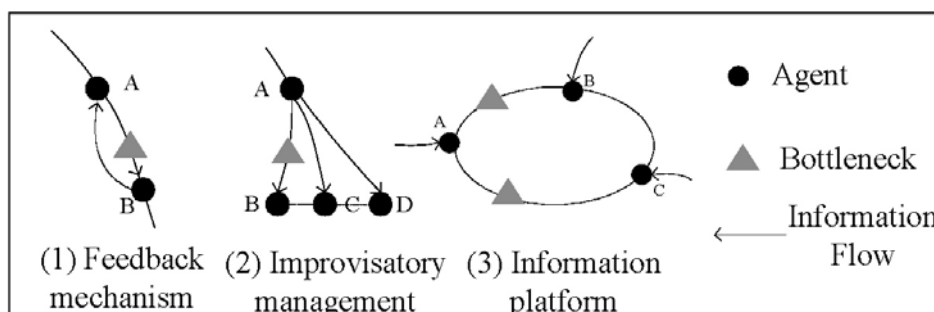 A
B
(1) Feedback
mechanism
A
B
C
D
(2) Improvisatory
management
A
B
C
(3) Information
platform
Agent
Bottleneck
Information
Flow